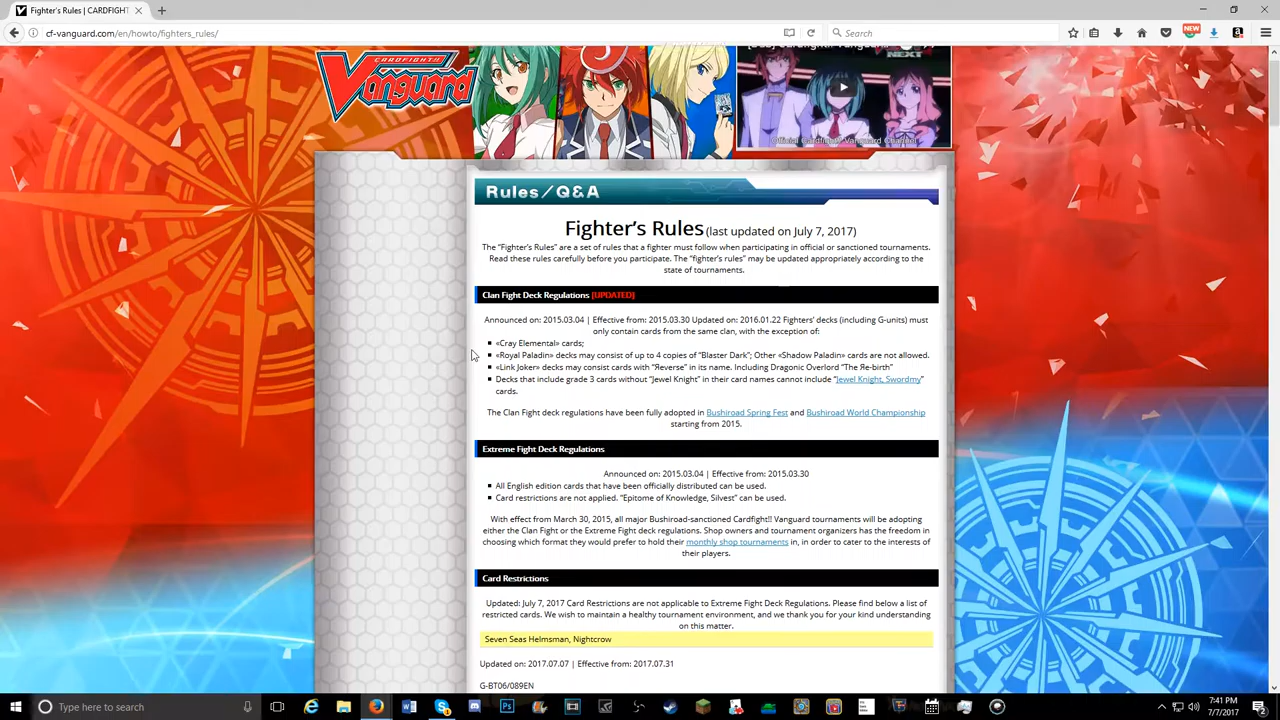 Fighter's Rules | CARDFIGHT
cf-vanguard.com/en/howto/fighters_rules/
Search
NEW
CARDFIGHT!!
Vanguard
NEXT
Official Cardfight!! Vanguard Channel
Rules/Q&A
Fighter's Rules (last updated on July 7, 2017)
The "Fighter's Rules" are a set of rules that a fighter must follow when participating in official or sanctioned tournaments.
Read these rules carefully before you participate. The "fighter's rules" may be updated appropriately according to the
state of tournaments.
Clan Fight Deck Regulations [UPDATED]
Announced on: 2015.03.04 | Effective from: 2015.03.30 Updated on: 2016.01.22 Fighters' decks (including G-units) must
only contain cards from the same clan, with the exception of:
«Cray Elemental» cards;
«Royal Paladin» decks may consist of up to 4 copies of "Blaster Dark"; Other «Shadow Paladin» cards are not allowed.
«Link Joker» decks may consist cards with "Яeverse" in its name. Including Dragonic Overlord "The Яe-birth"
Decks that include grade 3 cards without "Jewel Knight" in their card names cannot include "Jewel Knight, Swordmy"
cards.
The Clan Fight deck regulations have been fully adopted in Bushiroad Spring Fest and Bushiroad World Championship
starting from 2015.
Extreme Fight Deck Regulations
Announced on: 2015.03.04 | Effective from: 2015.03.30
All English edition cards that have been officially distributed can be used.
Card restrictions are not applied. "Epitome of Knowledge, Silvest" can be used.
With effect from March 30, 2015, all major Bushiroad-sanctioned Cardfight!! Vanguard tournaments will be adopting
either the Clan Fight or the Extreme Fight deck regulations. Shop owners and tournament organizers has the freedom in
choosing which format they would prefer to hold their monthly shop tournaments in, in order to cater to the interests of
their players.
Card Restrictions
Updated: July 7, 2017 Card Restrictions are not applicable to Extreme Fight Deck Regulations. Please find below a list of
restricted cards. We wish to maintain a healthy tournament environment, and we thank you for your kind understanding
on this matter.
Seven Seas Helmsman, Nightcrow
Updated on: 2017.07.07 | Effective from: 2017.07.31
G-BT06/089EN
I'm Cortana. Ask me anything.
7:41 PM
7/7/2017